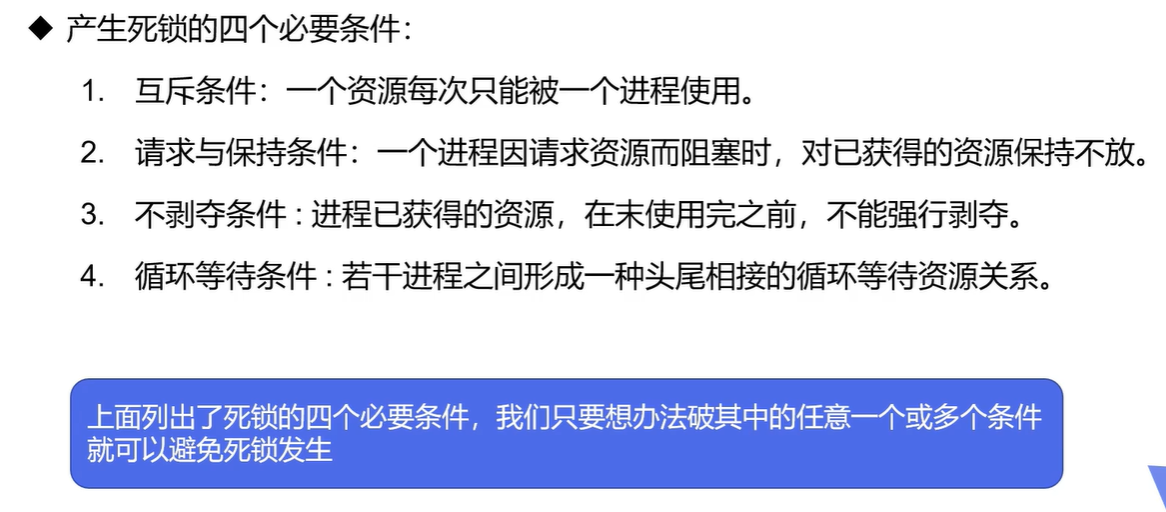 ◆ 产生死锁的四个必要条件：
1. 互斥条件：一个资源每次只能被一个进程使用。
2. 请求与保持条件：一个进程因请求资源而阻塞时，对已获得的资源保持不放。
3. 不剥夺条件 : 进程已获得的资源，在末使用完之前，不能强行剥夺。
4. 循环等待条件 : 若干进程之间形成一种头尾相接的循环等待资源关系。
上面列出了死锁的四个必要条件，我们只要想办法破其中的任意一个或多个条件
就可以避免死锁发生